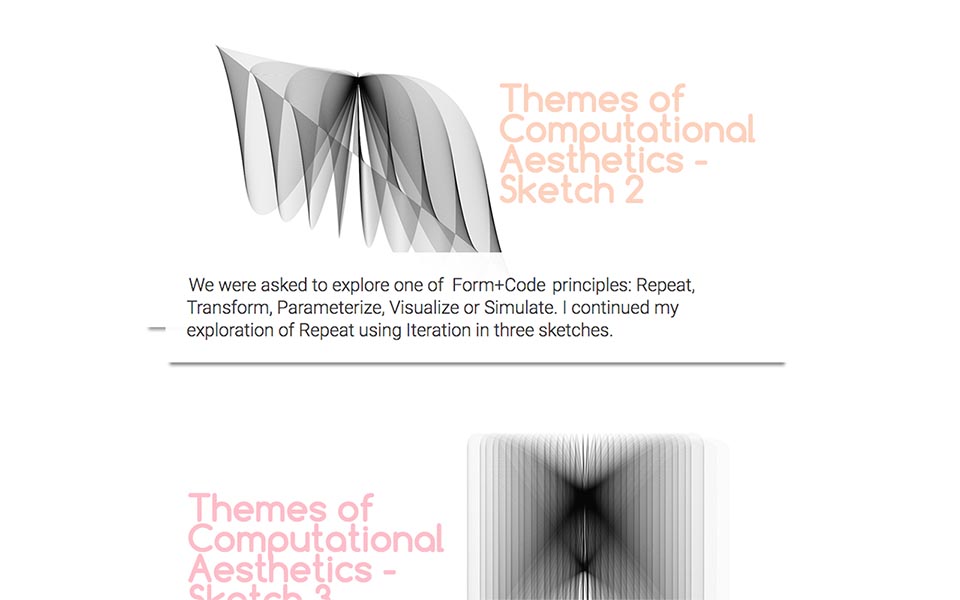 Themes of
Computational
Aesthetics -
Sketch 2
We were asked to explore one of Form+Code principles: Repeat,
Transform, Parameterize, Visualize or Simulate. I continued my
exploration of Repeat using Iteration in three sketches.
Themes of
Computational
Aesthetics -
Sketch 3